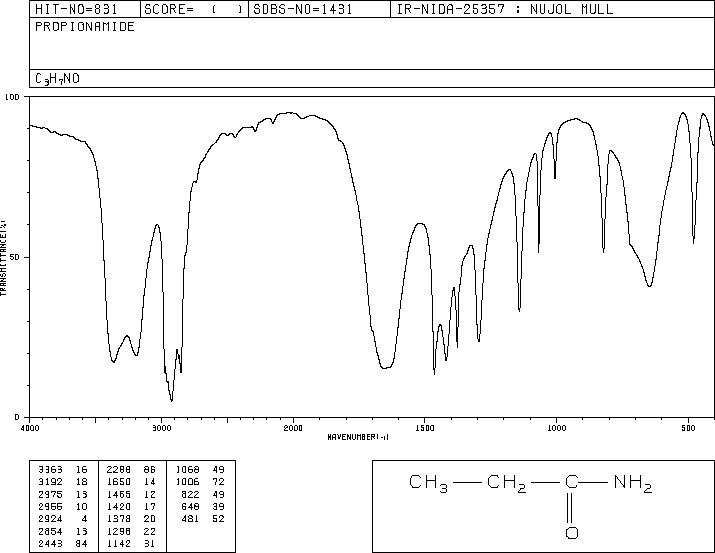 HIT-NO=831 SCORE= ( ) SDBS-NO=1431 IR-NIDA-25357 : NUJOL MULL
PROPIONAMIDE
C3H7NO
100
50
0
TRANSMITTANCE(%)
4000 3000 2000 1500 1000 500
WAVENUMBER(-1)
3363 16 2288 86 1068 49
3192 18 1650 14 1006 72
2975 13 1465 12 822 49
2966 10 1420 17 648 39
2924 4 1378 20 481 52
2854 13 1298 22
2443 84 1142 31
CH3 CH2 C NH2
O